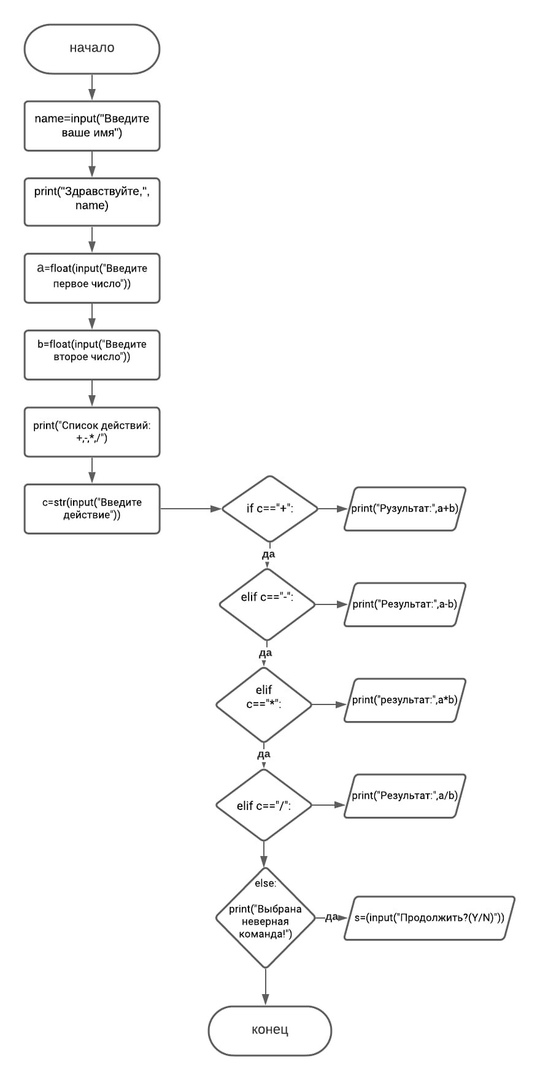 начало
name=input("Введите
ваше имя")
print("Здравствуйте,",
name)
a=float(input("Введите
первое число"))
b=float(input("Введите
второе число"))
print("Список действий:
+,-,*,/")
c=str(input("Введите
действие"))
if c=="+":
print("Рузультат:",a+b)
да
elif c=="-":
print("Результат:",a-b)
да
elif
c=="*":
print("результат:",a*b)
да
elif c=="/":
print("Результат:",a/b)
else:
print("Выбрана
неверная
команда!")
да
s=(input("Продолжить?(Y/N)"))
конец